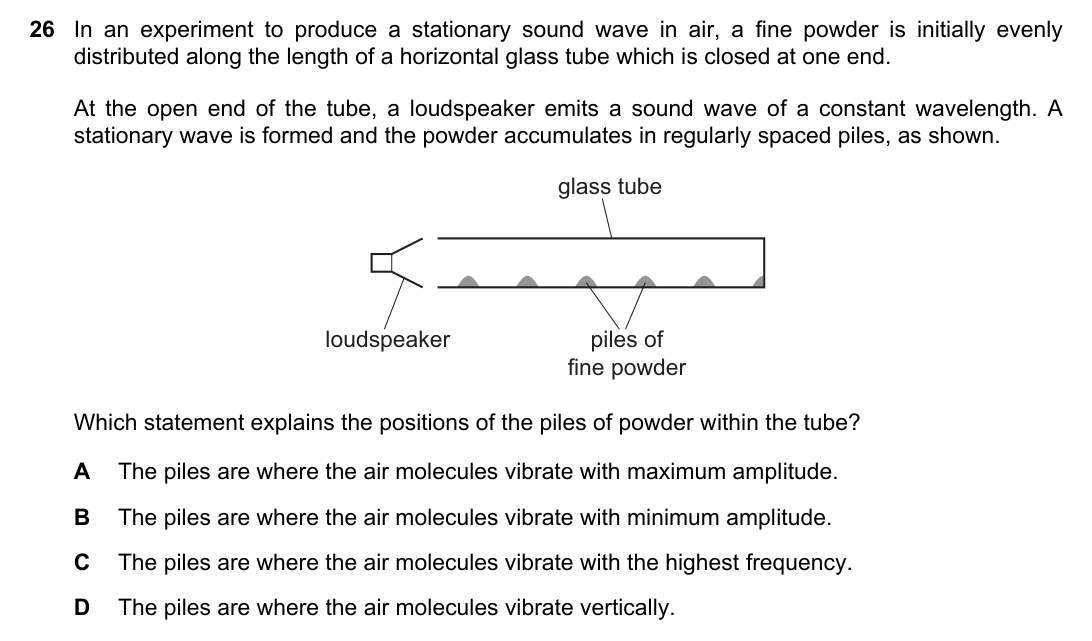 26 In an experiment to produce a stationary sound wave in air, a fine powder is initially evenly
distributed along the length of a horizontal glass tube which is closed at one end.
At the open end of the tube, a loudspeaker emits a sound wave of a constant wavelength. A
stationary wave is formed and the powder accumulates in regularly spaced piles, as shown.
glass tube
loudspeaker
piles of
fine powder
Which statement explains the positions of the piles of powder within the tube?
A The piles are where the air molecules vibrate with maximum amplitude.
B The piles are where the air molecules vibrate with minimum amplitude.
C The piles are where the air molecules vibrate with the highest frequency.
D The piles are where the air molecules vibrate vertically.